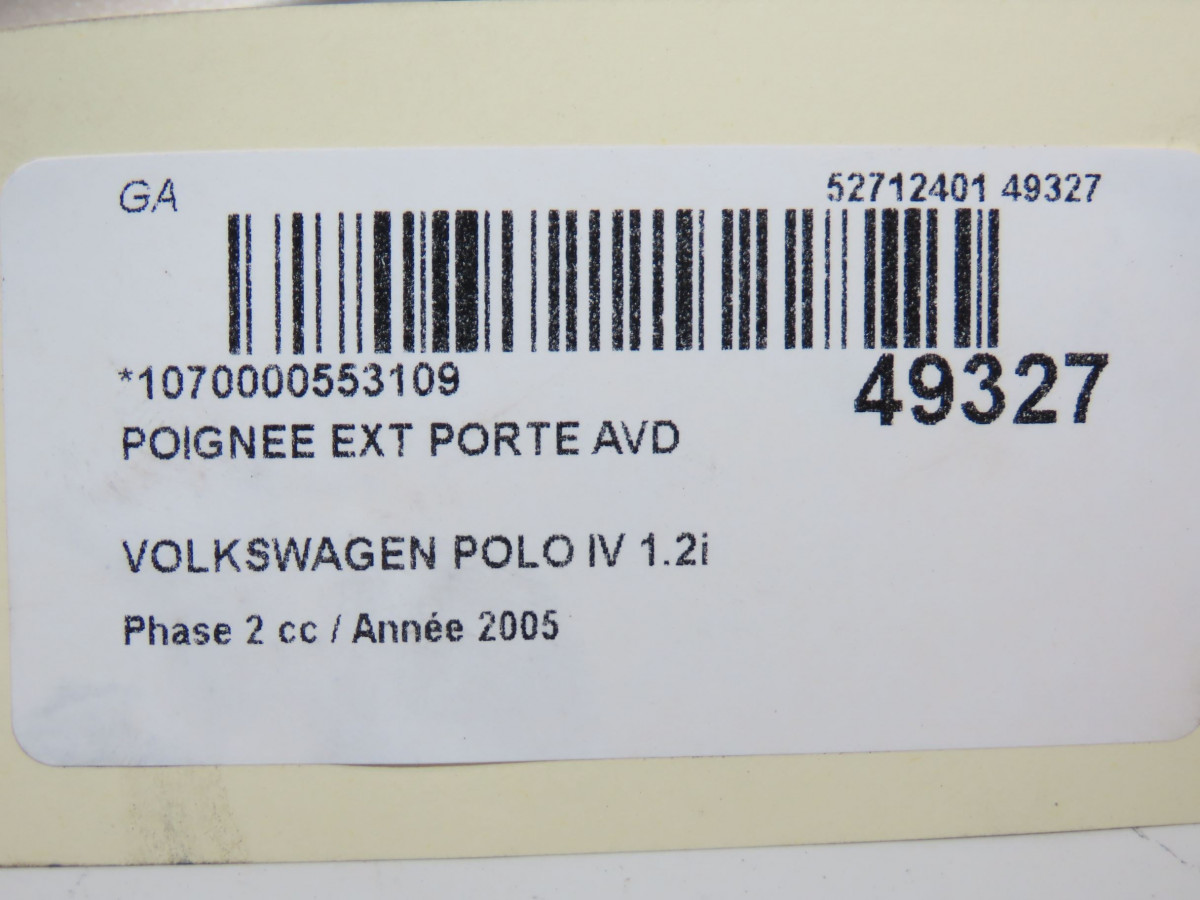 GA
52712401 49327
*1070000553109
49327
POIGNEE EXT PORTE AVD
VOLKSWAGEN POLO IV 1.2i
Phase 2 cc / Année 2005